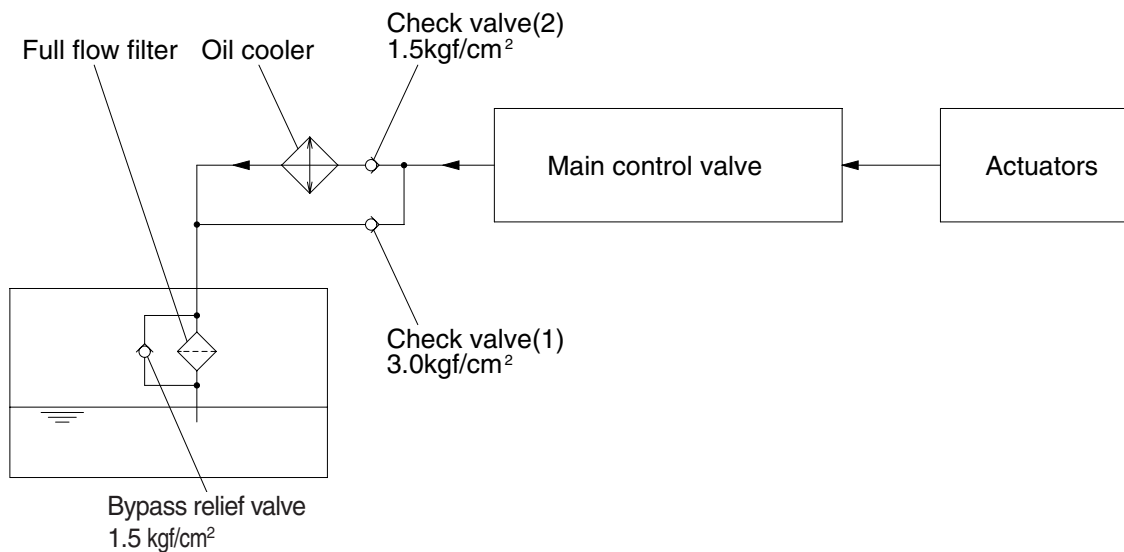 Check valve(2)
1.5kgf/cm²
Full flow filter
Oil cooler
Main control valve
Actuators
Check valve(1)
3.0kgf/cm²
Bypass relief valve
1.5 kgf/cm²